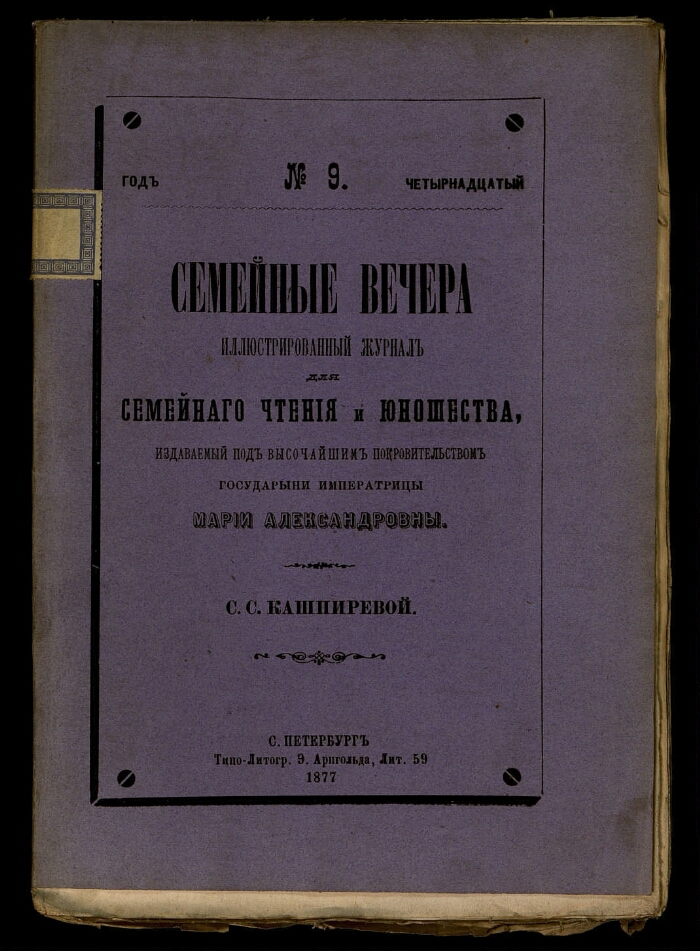 ГОДЪ № 9. ЧЕТЫРНАДЦАТЫЙ
СЕМЕЙНЫЕ ВЕЧЕРА
ИЛЛЮСТРИРОВАННЫЙ ЖУРНАЛЪ
ДЛЯ
СЕМЕЙНАГО ЧТЕНІЯ и ЮНОШЕСТВА,
ИЗДАВАЕМЫЙ ПОДЪ ВЫСОЧАЙШИМЪ ПОКРОВИТЕЛЬСТВОМЪ
ГОСУДАРЫНИ ИМПЕРАТРИЦЫ
МАРІИ АЛЕКСАНДРОВНЫ.
С. С. КАШПИРЕВОЙ.
С. ПЕТЕРБУРГЪ
Типо-Литогр. Э. Арнгольда, Лит. 59
1877